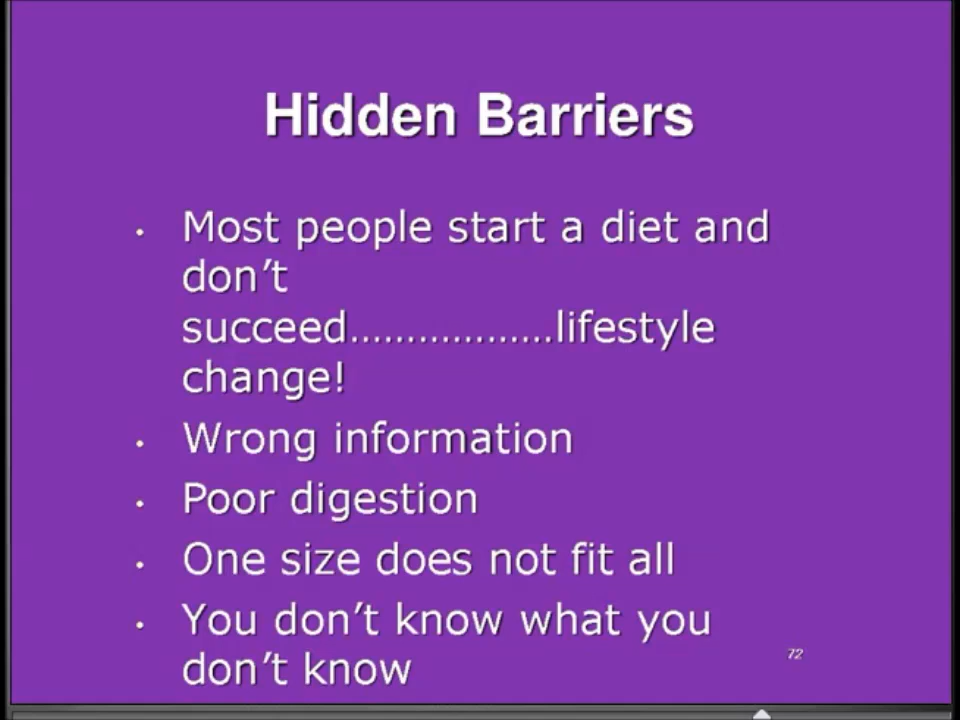 Hidden Barriers
• Most people start a diet and
don’t
succeed………………lifestyle
change!
• Wrong information
• Poor digestion
• One size does not fit all
• You don’t know what you
don’t know
72